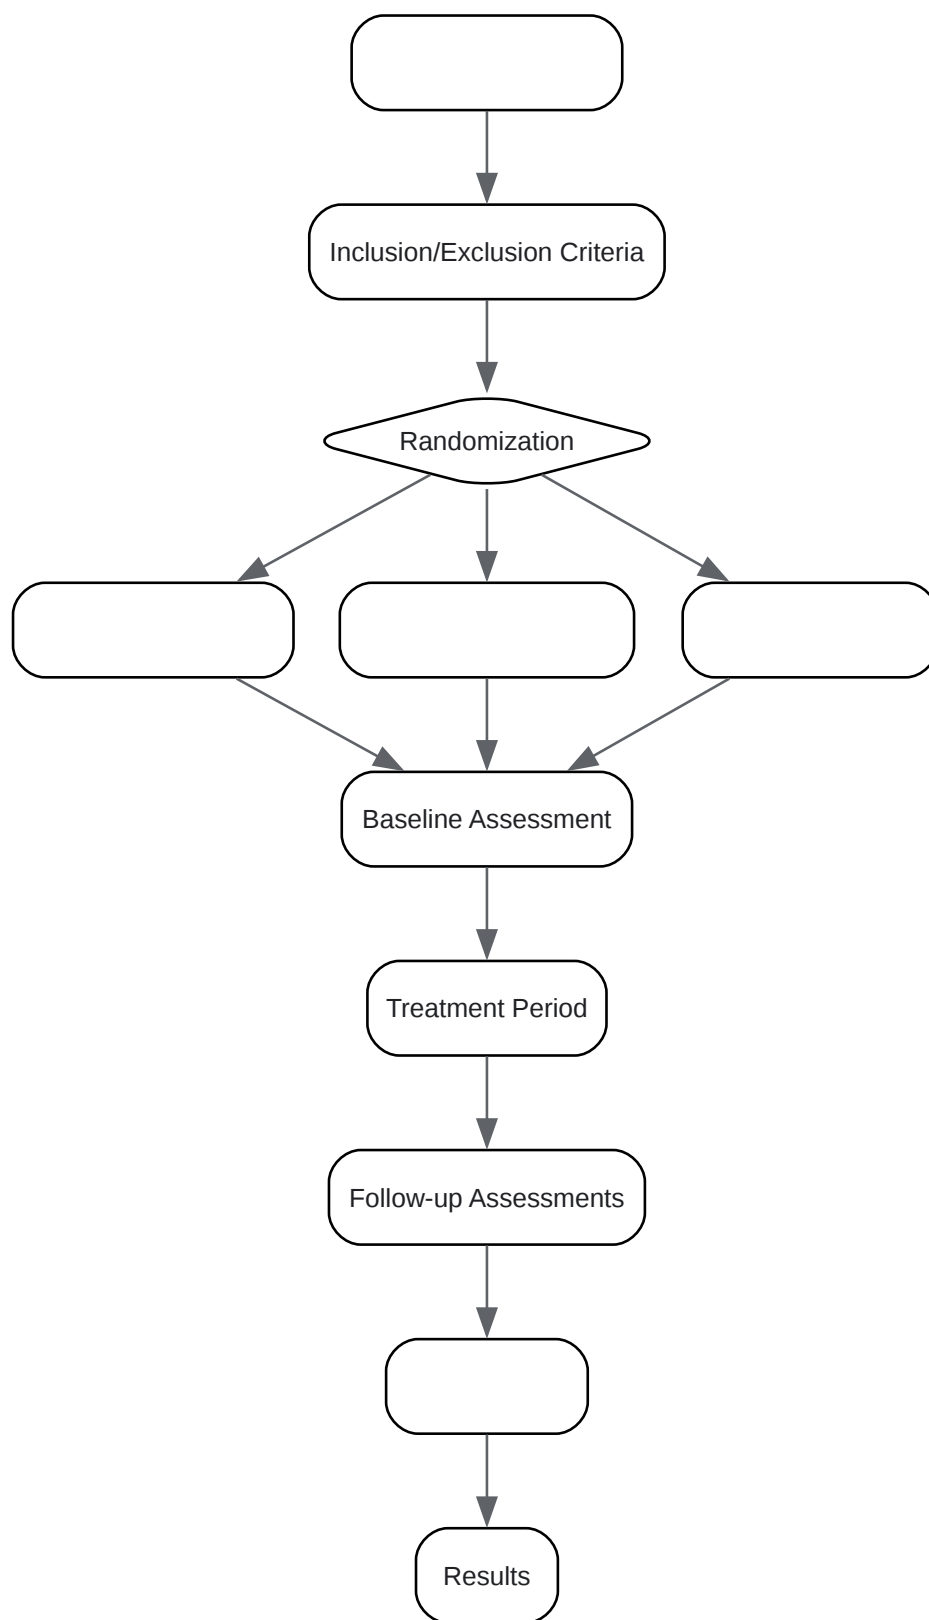 Inclusion/Exclusion Criteria
Randomization
Baseline Assessment
Treatment Period
Follow-up Assessments
Results